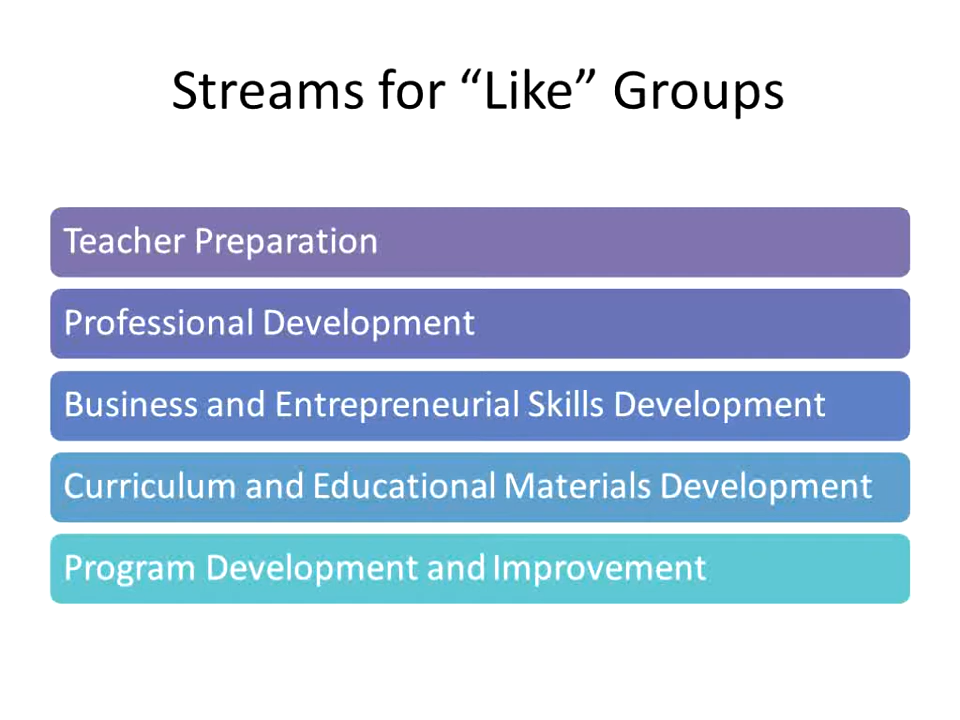 Streams for “Like” Groups
Teacher Preparation
Professional Development
Business and Entrepreneurial Skills Development
Curriculum and Educational Materials Development
Program Development and Improvement